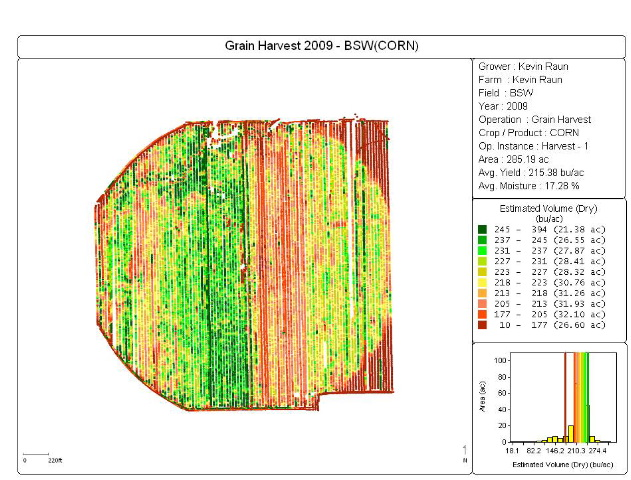 Grain Harvest 2009 - BSW(CORN)
Grower : Kevin Raun
Farm : Kevin Raun
Field : BSW
Year : 2009
Operation : Grain Harvest
Crop / Product : CORN
Op. Instance : Harvest - 1
Area : 285.19 ac
Avg. Yield : 215.38 bu/ac
Avg. Moisture : 17.28 %
Estimated Volume (Dry)
(bu/ac)
245 - 394 (21.38 ac)
237 - 245 (26.55 ac)
231 - 237 (27.87 ac)
227 - 231 (28.41 ac)
223 - 227 (28.32 ac)
218 - 223 (30.76 ac)
213 - 218 (31.26 ac)
205 - 213 (31.93 ac)
177 - 205 (32.10 ac)
10 - 177 (26.60 ac)
100
80
60
40
20
0
Area (ac)
18.1 82.2 146.2 210.3 274.4
Estimated Volume (Dry) (bu/ac)
0 220ft
N